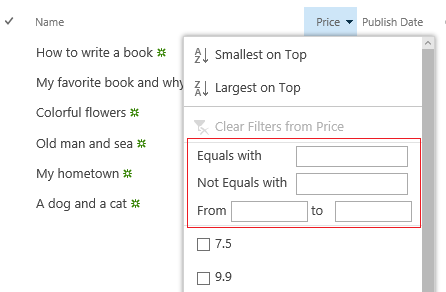 Name Price Publish Date
How to write a book
My favorite book and why
Colorful flowers
Old man and sea
My hometown
A dog and a cat
A Z Smallest on Top
Z A Largest on Top
Clear Filters from Price
Equals with
Not Equals with
From to
7.5
9.9